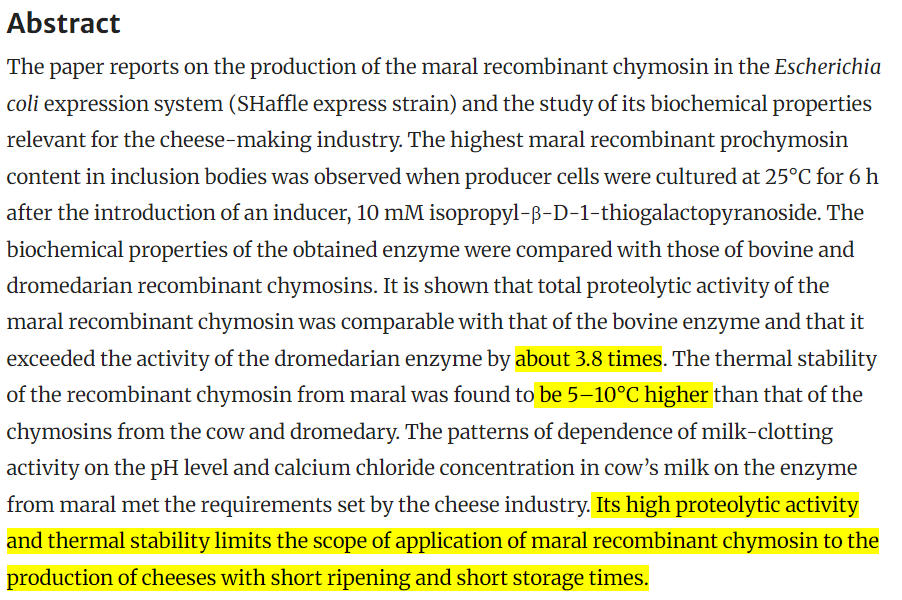 Abstract
The paper reports on the production of the maral recombinant chymosin in the Escherichia
coli expression system (SHaffle express strain) and the study of its biochemical properties
relevant for the cheese-making industry. The highest maral recombinant prochymosin
content in inclusion bodies was observed when producer cells were cultured at 25°C for 6 h
after the introduction of an inducer, 10 mM isopropyl-β-D-1-thiogalactopyranoside. The
biochemical properties of the obtained enzyme were compared with those of bovine and
dromedarian recombinant chymosins. It is shown that total proteolytic activity of the
maral recombinant chymosin was comparable with that of the bovine enzyme and that it
exceeded the activity of the dromedarian enzyme by about 3.8 times. The thermal stability
of the recombinant chymosin from maral was found to be 5–10°C higher than that of the
chymosins from the cow and dromedary. The patterns of dependence of milk-clotting
activity on the pH level and calcium chloride concentration in cow’s milk on the enzyme
from maral met the requirements set by the cheese industry. Its high proteolytic activity
and thermal stability limits the scope of application of maral recombinant chymosin to the
production of cheeses with short ripening and short storage times.